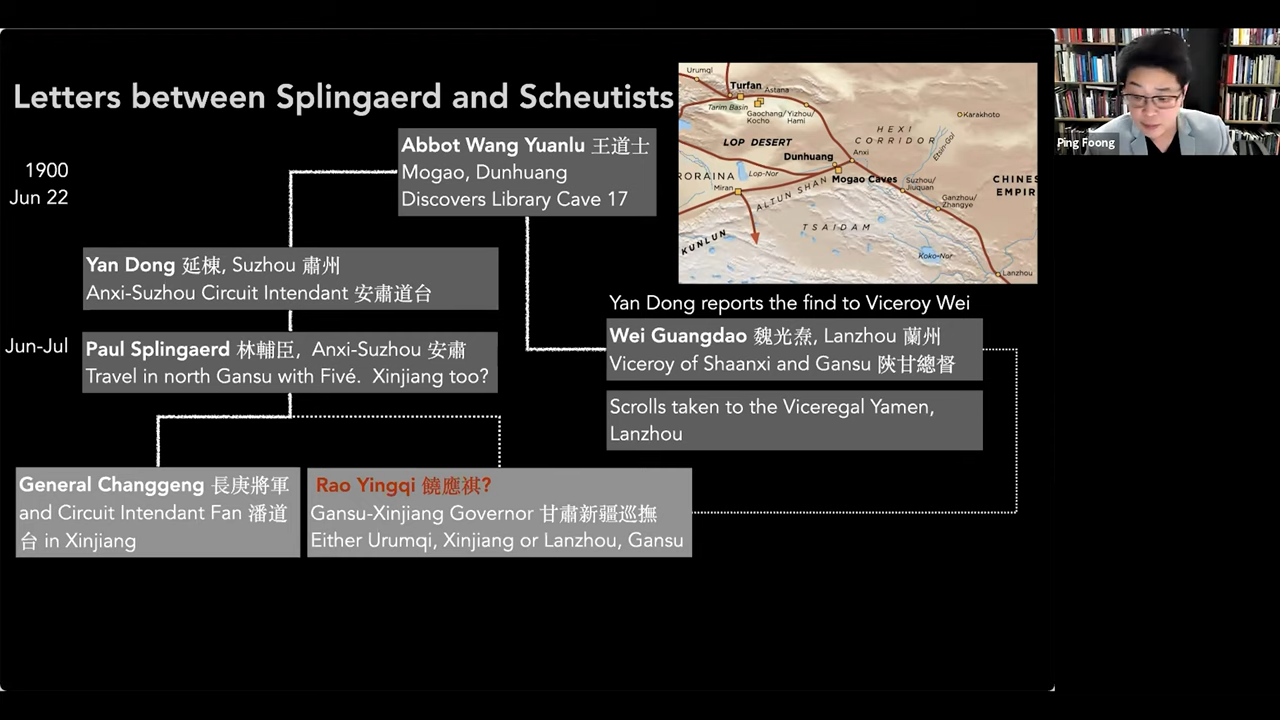 Letters between Splingaerd and Scheutists
1900
Jun 22
Abbot Wang Yuanlu 王道士
Mogao, Dunhuang
Discovers Library Cave 17
Yan Dong 延棟, Suzhou 肅州
Anxi-Suzhou Circuit Intendant 安肅道台
Jun-Jul
Paul Splingaerd 林輔臣, Anxi-Suzhou 安肅
Travel in north Gansu with Fivé. Xinjiang too?
General Changgeng 長庚將軍
and Circuit Intendant Fan 潘道
台 in Xinjiang
Rao Yingqi 饒應祺?
Gansu-Xinjiang Governor 甘肅新疆巡撫
Either Urumqi, Xinjiang or Lanzhou, Gansu
Yan Dong reports the find to Viceroy Wei
Wei Guangdao 魏光燾, Lanzhou 蘭州
Viceroy of Shaanxi and Gansu 陝甘總督
Scrolls taken to the Viceregal Yamen,
Lanzhou
Urumqi
Turfan
Astana
Tarim Basin
Gaochang/
Kocho
Yizhou/
Hami
Karakhoto
HEXI
CORRIDOR
Etsin-Gol
LOP DESERT
Anxi
Dunhuang
Lop-Nor
RORAINA
Mogao Caves
Miran
ALTUN SHAN
Suzhou/
Jiuquan
CHINES
EMPIR
Ganzhou/
Zhangye
TSAIDAM
KUNLUN
Koko-Nor
Lanzhou
Ping Foong